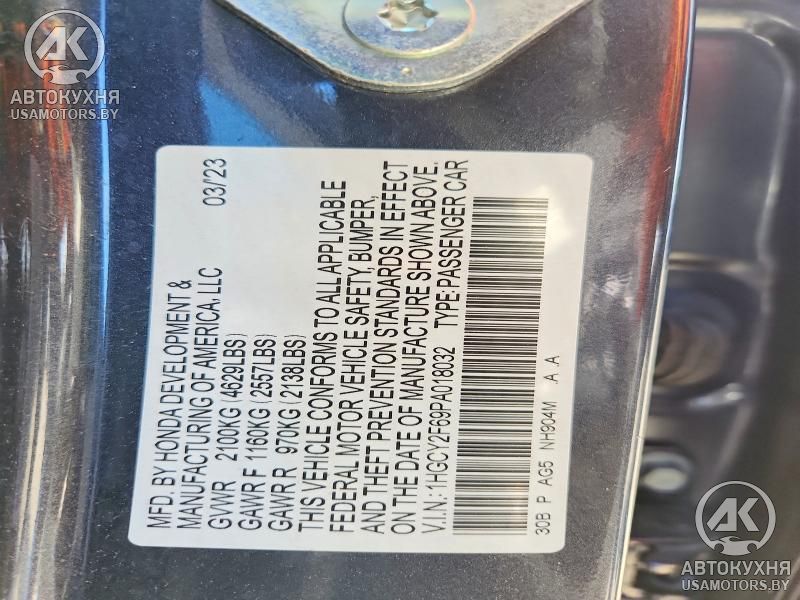 AK
АВТОКУХНЯ
USAMOTORS.BY
MFD. BY HONDA DEVELOPMENT &
MANUFACTURING OF AMERICA, LLC 03/23
GVWR 2100KG (4629LBS)
GAWR F 1160KG (2557LBS)
GAWR R 970KG (2138LBS)
THIS VEHICLE CONFORMS TO ALL APPLICABLE
FEDERAL MOTOR VEHICLE SAFETY, BUMPER,
AND THEFT PREVENTION STANDARDS IN EFFECT
ON THE DATE OF MANUFACTURE SHOWN ABOVE.
V.I.N.:1HGCY2F69PA018032 TYPE:PASSENGER CAR
30B P AG5 NH904M A .A
AK
АВТОКУХНЯ
USAMOTORS.BY